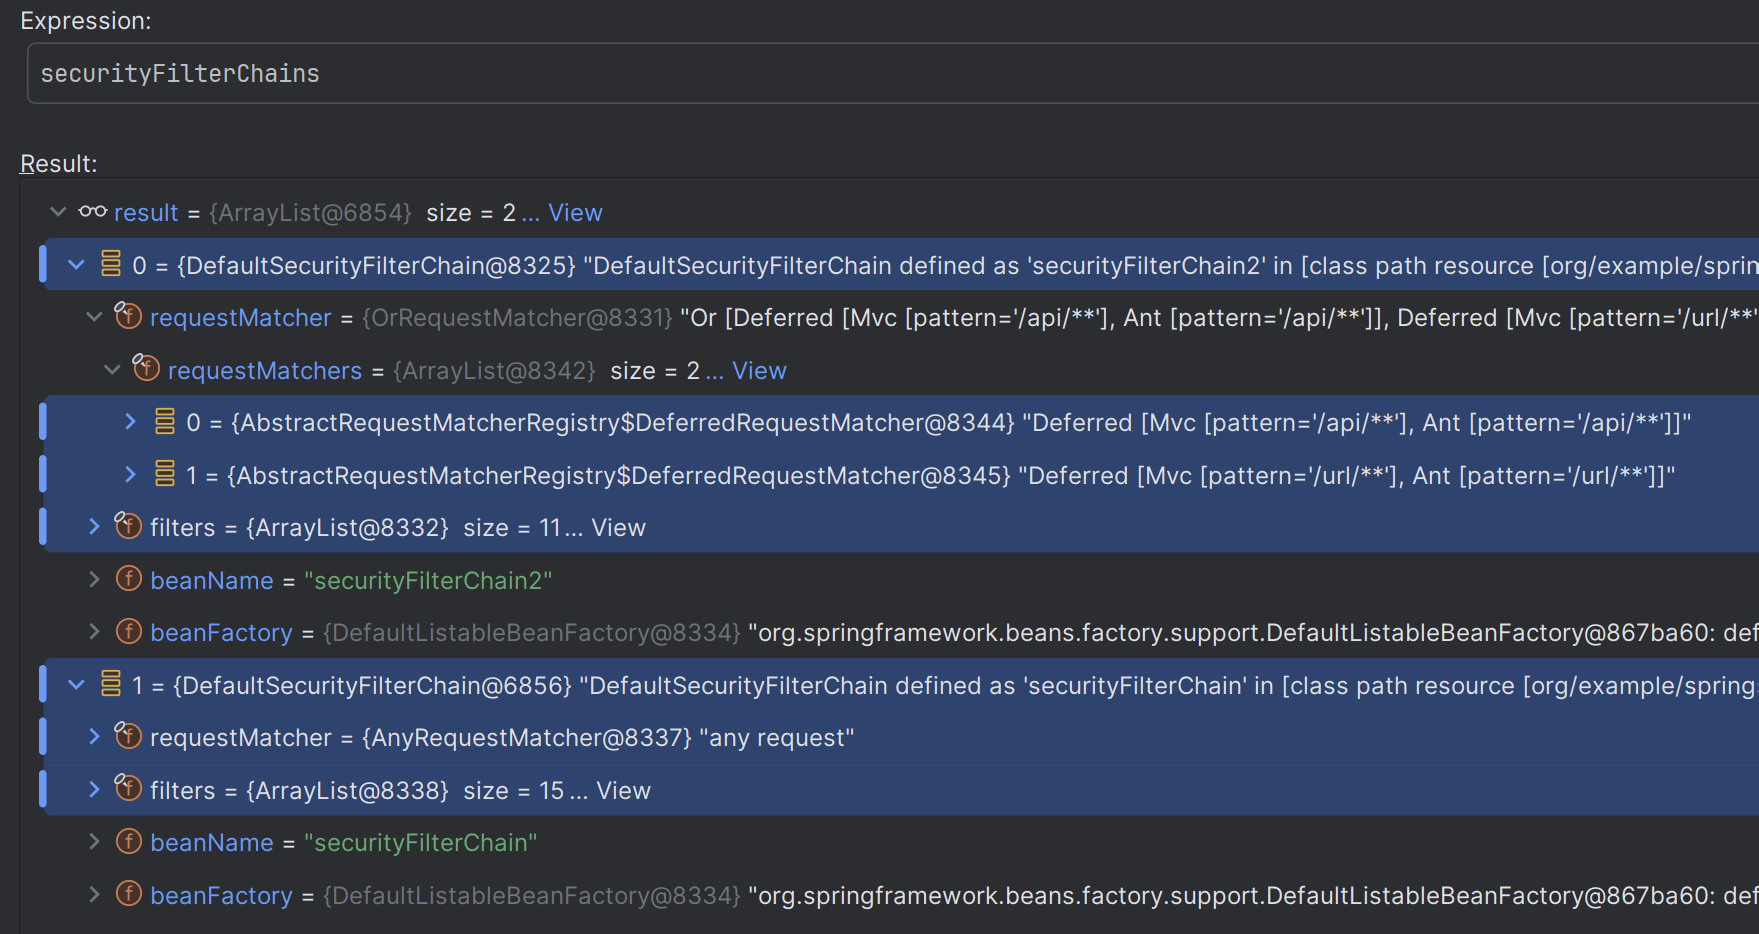 Expression:
securityFilterChains
Result:
result = {ArrayList@6854} size = 2 ... View
0 = {DefaultSecurityFilterChain@8325} "DefaultSecurityFilterChain defined as 'securityFilterChain2' in [class path resource [org/example/sprin
requestMatcher = {OrRequestMatcher@8331} "Or [Deferred [Mvc [pattern='/api/**'], Ant [pattern='/api/**']], Deferred [Mvc [pattern='/url/**'
requestMatchers = {ArrayList@8342} size = 2 ... View
0 = {AbstractRequestMatcherRegistry$DeferredRequestMatcher@8344} "Deferred [Mvc [pattern='/api/**'], Ant [pattern='/api/**']]"
1 = {AbstractRequestMatcherRegistry$DeferredRequestMatcher@8345} "Deferred [Mvc [pattern='/url/**'], Ant [pattern='/url/**']]"
filters = {ArrayList@8332} size = 11 ... View
beanName = "securityFilterChain2"
beanFactory = {DefaultListableBeanFactory@8334} "org.springframework.beans.factory.support.DefaultListableBeanFactory@867ba60: def
1 = {DefaultSecurityFilterChain@6856} "DefaultSecurityFilterChain defined as 'securityFilterChain' in [class path resource [org/example/springs
requestMatcher = {AnyRequestMatcher@8337} "any request"
filters = {ArrayList@8338} size = 15 ... View
beanName = "securityFilterChain"
beanFactory = {DefaultListableBeanFactory@8334} "org.springframework.beans.factory.support.DefaultListableBeanFactory@867ba60: def